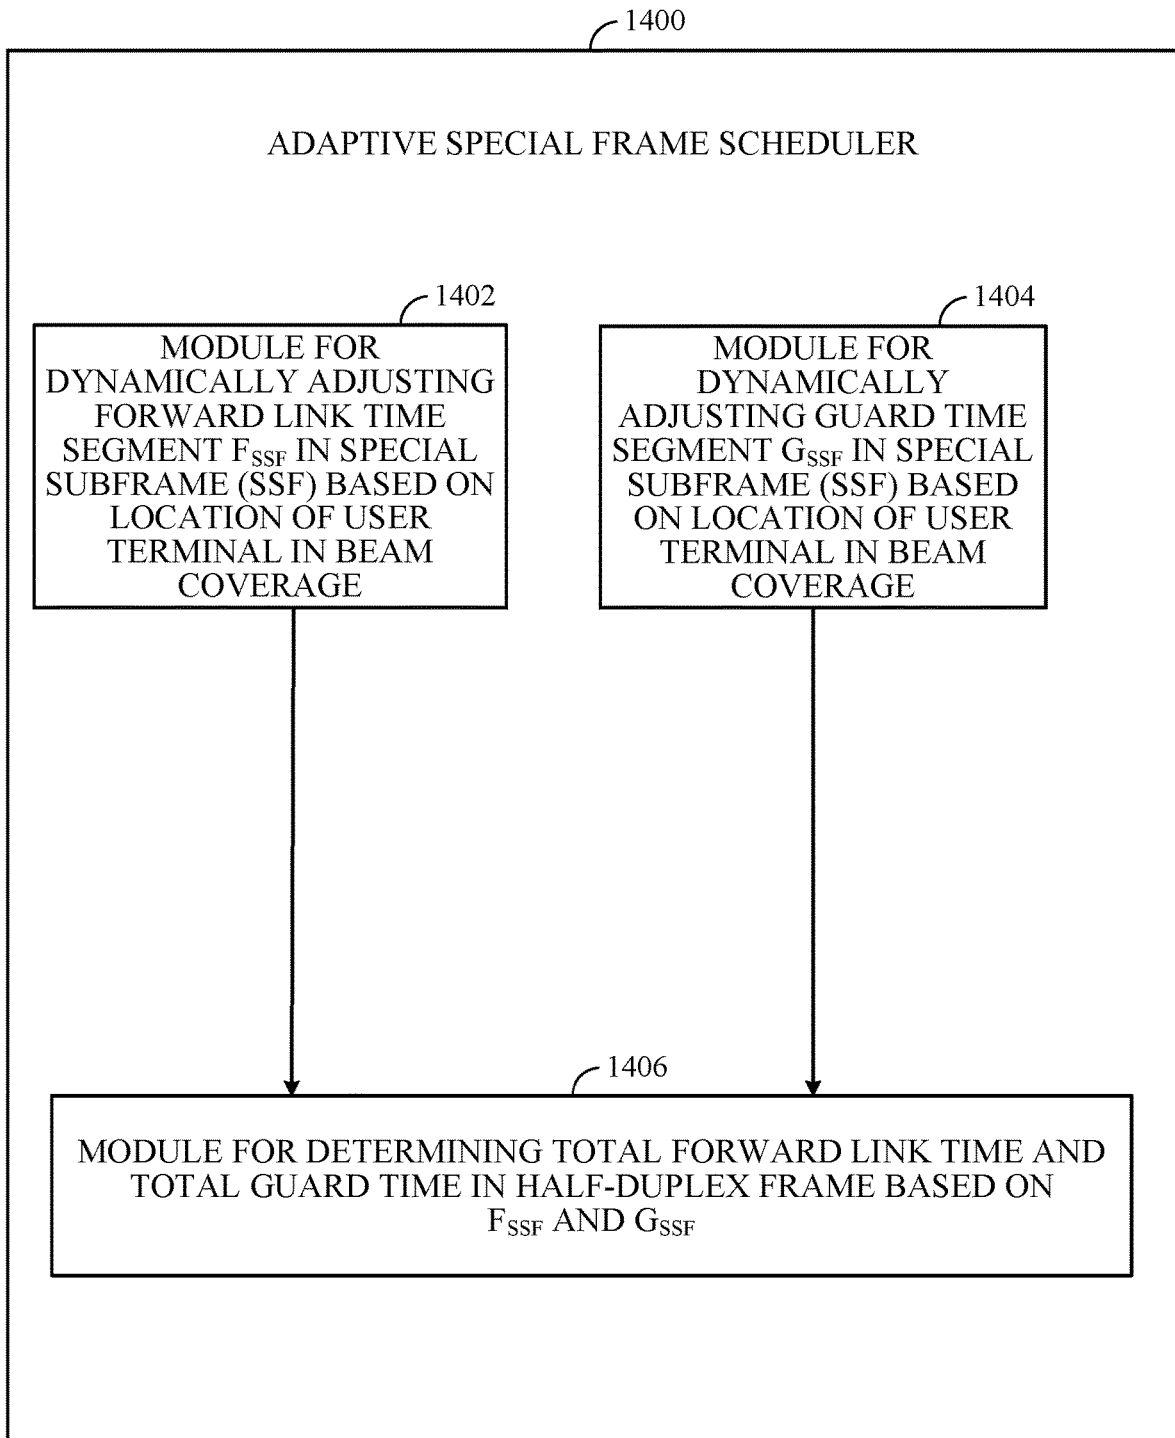 1400
ADAPTIVE SPECIAL FRAME SCHEDULER
1402
MODULE FOR
DYNAMICALLY ADJUSTING
FORWARD LINK TIME
SEGMENT FSSF IN SPECIAL
SUBFRAME (SSF) BASED ON
LOCATION OF USER
TERMINAL IN BEAM
COVERAGE
1404
MODULE FOR
DYNAMICALLY
ADJUSTING GUARD TIME
SEGMENT GSSF IN SPECIAL
SUBFRAME (SSF) BASED
ON LOCATION OF USER
TERMINAL IN BEAM
COVERAGE
1406
MODULE FOR DETERMINING TOTAL FORWARD LINK TIME AND
TOTAL GUARD TIME IN HALF-DUPLEX FRAME BASED ON
FSSF AND GSSF